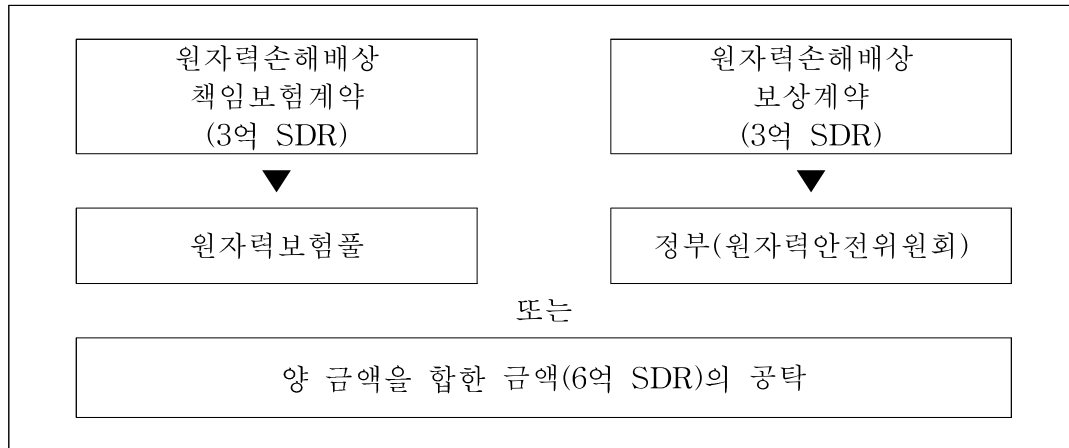 원자력손해배상
책임보험계약
(3억 SDR)
원자력손해배상
보상계약
(3억 SDR)
원자력보험풀
정부(원자력안전위원회)
또는
양 금액을 합한 금액(6억 SDR)의 공탁